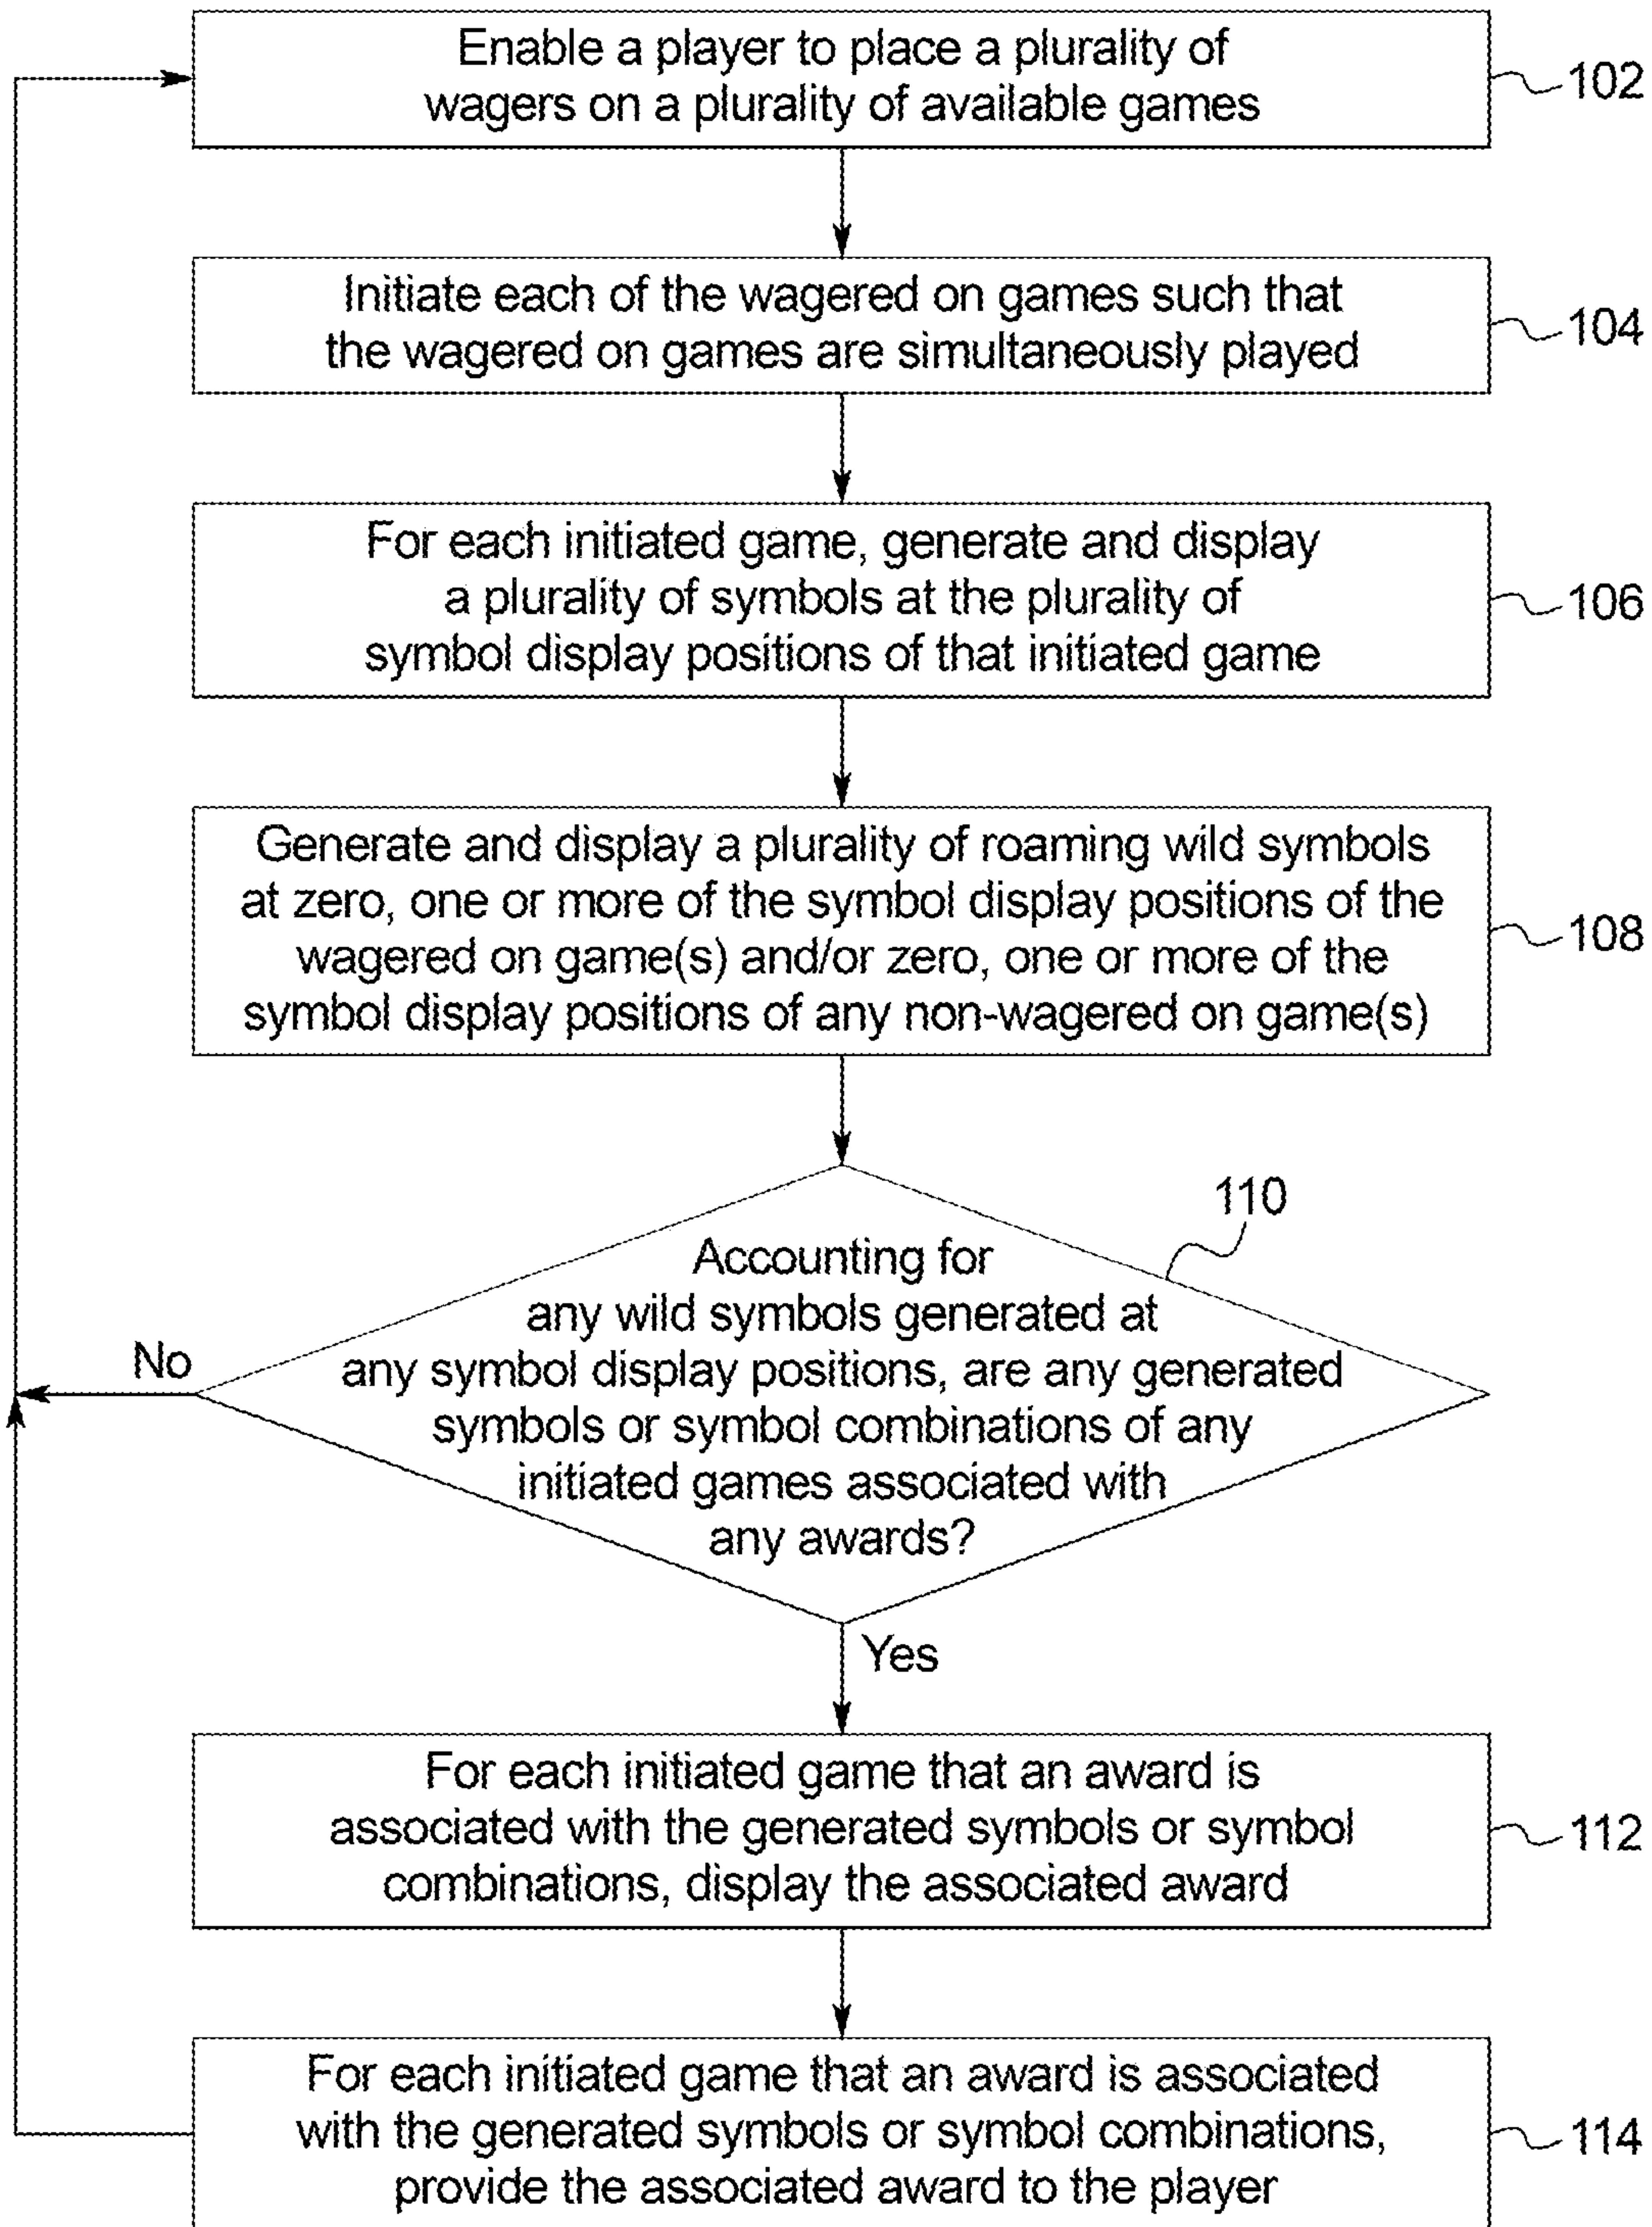 Enable a player to place a plurality of
wagers on a plurality of available games
102
Initiate each of the wagered on games such that
the wagered on games are simultaneously played
104
For each initiated game, generate and display
a plurality of symbols at the plurality of
symbol display positions of that initiated game
106
Generate and display a plurality of roaming wild symbols
at zero, one or more of the symbol display positions of the
wagered on game(s) and/or zero, one or more of the
symbol display positions of any non-wagered on game(s)
108
110
Accounting for
any wild symbols generated at
any symbol display positions, are any generated
symbols or symbol combinations of any
initiated games associated with
any awards?
No
Yes
For each initiated game that an award is
associated with the generated symbols or symbol
combinations, display the associated award
112
For each initiated game that an award is associated
with the generated symbols or symbol combinations,
provide the associated award to the player
114